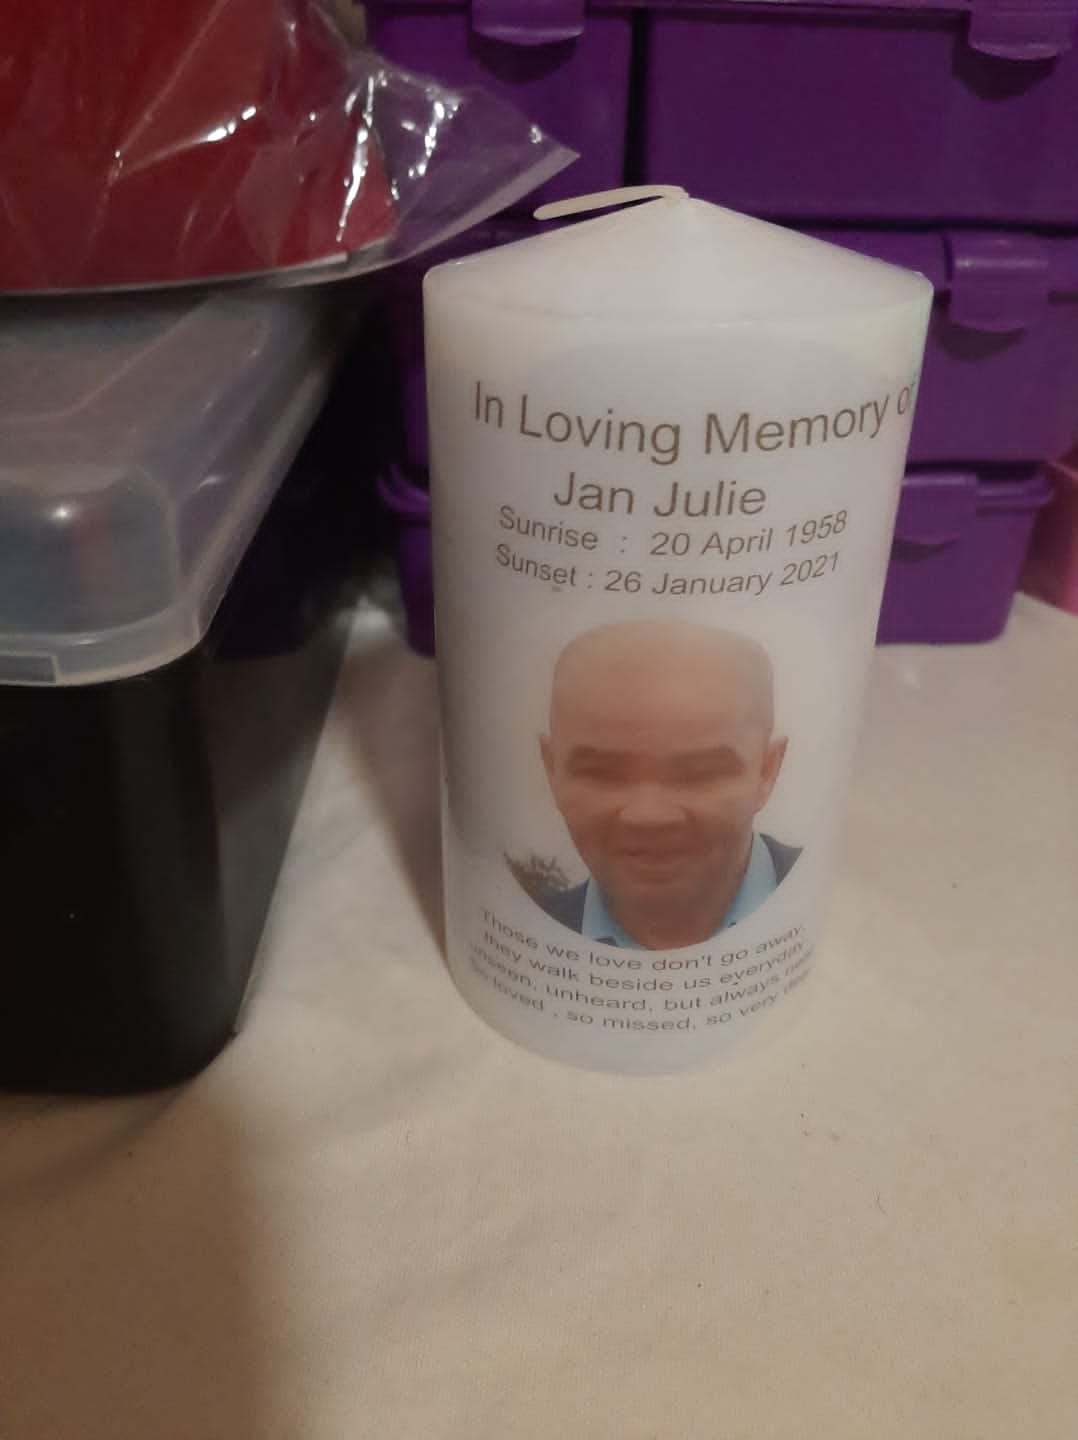 In Loving Memory of
Jan Julie
Sunrise : 20 April 1958
Sunset : 26 January 2021
Those we love don't go away,
they walk beside us everyday
unseen, unheard, but always
so loved , so missed, so very